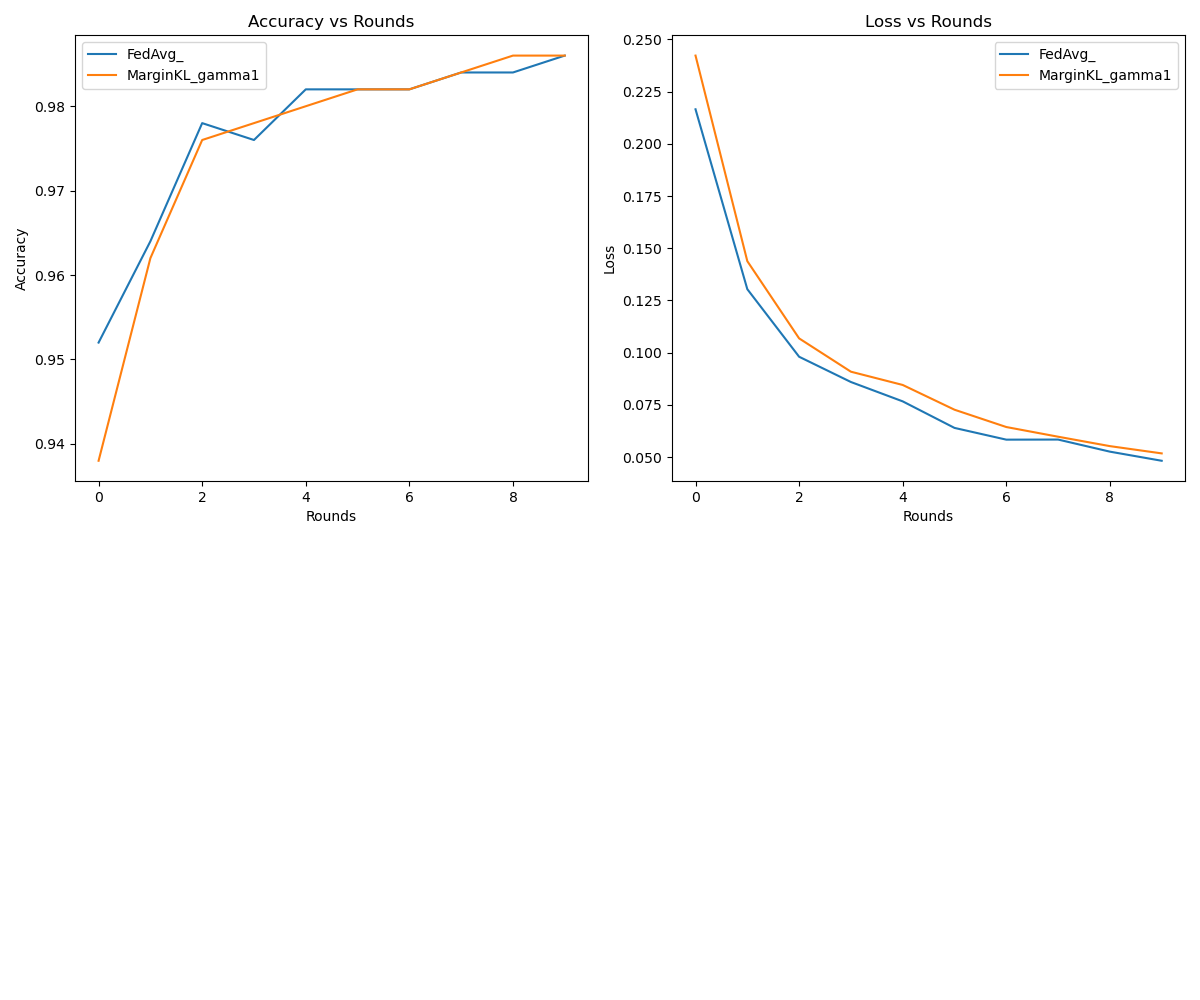 Accuracy vs Rounds
FedAvg_
MarginKL_gamma1
0.98
0.97
0.96
0.95
0.94
Accuracy
0 2 4 6 8
Rounds
Loss vs Rounds
FedAvg_
MarginKL_gamma1
0.250
0.225
0.200
0.175
0.150
0.125
0.100
0.075
0.050
Loss
0 2 4 6 8
Rounds